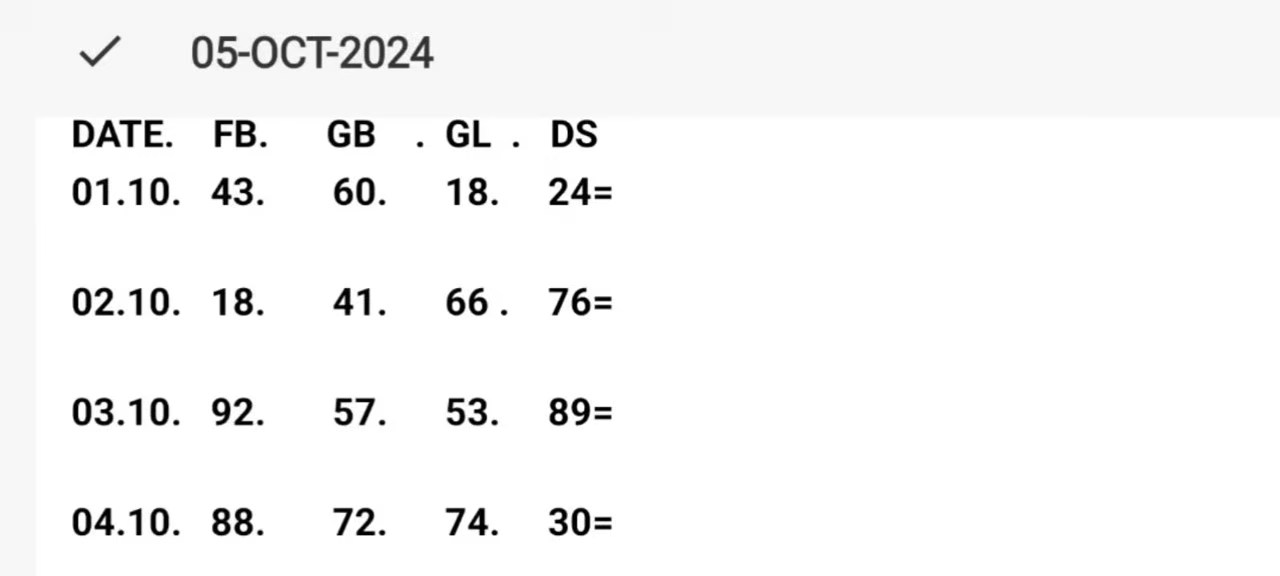 05-OCT-2024
DATE. FB. GB . GL . DS
01.10. 43. 60. 18. 24=
02.10. 18. 41. 66 . 76=
03.10. 92. 57. 53. 89=
04.10. 88. 72. 74. 30=